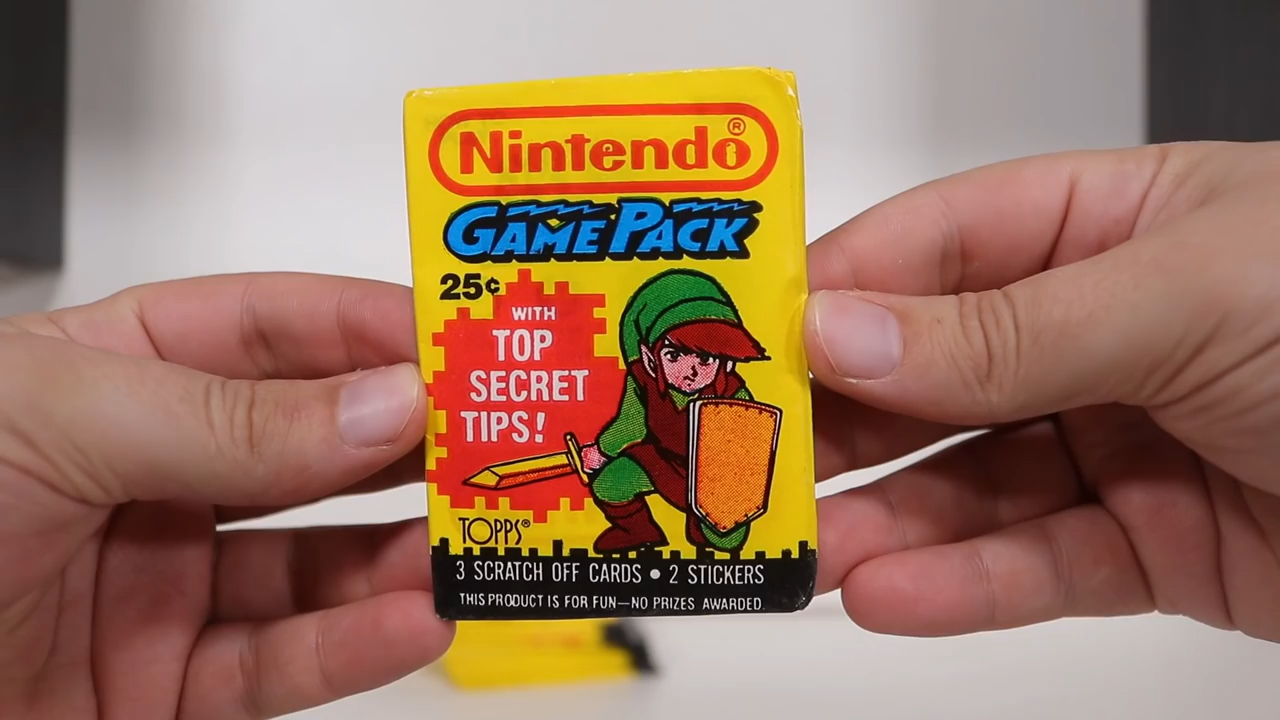 Nintendo®
GAME PACK
25¢
WITH
TOP
SECRET
TIPS!
TOPPS®
3 SCRATCH OFF CARDS • 2 STICKERS
THIS PRODUCT IS FOR FUN—NO PRIZES AWARDED.